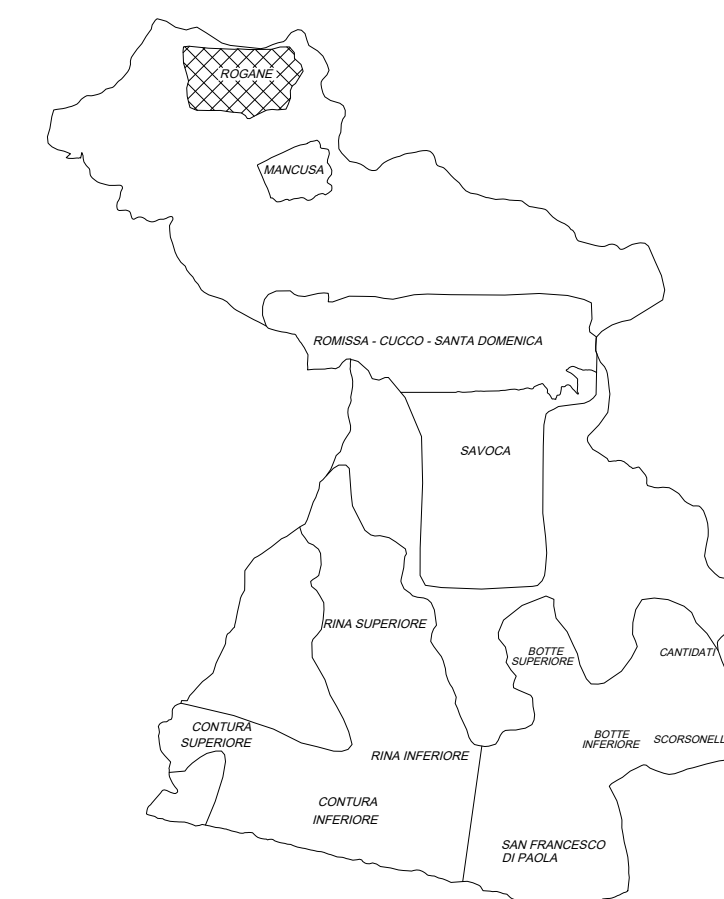 ROGANE
MANCUSA
ROMISSA - CUCCO - SANTA DOMENICA
SAVOCA
RINA SUPERIORE
BOTTE
SUPERIORE
CANTIDATI
CONTURA
SUPERIORE
BOTTE
INFERIORE
SCORSONELL
RINA INFERIORE
CONTURA
INFERIORE
SAN FRANCESCO
DI PAOLA